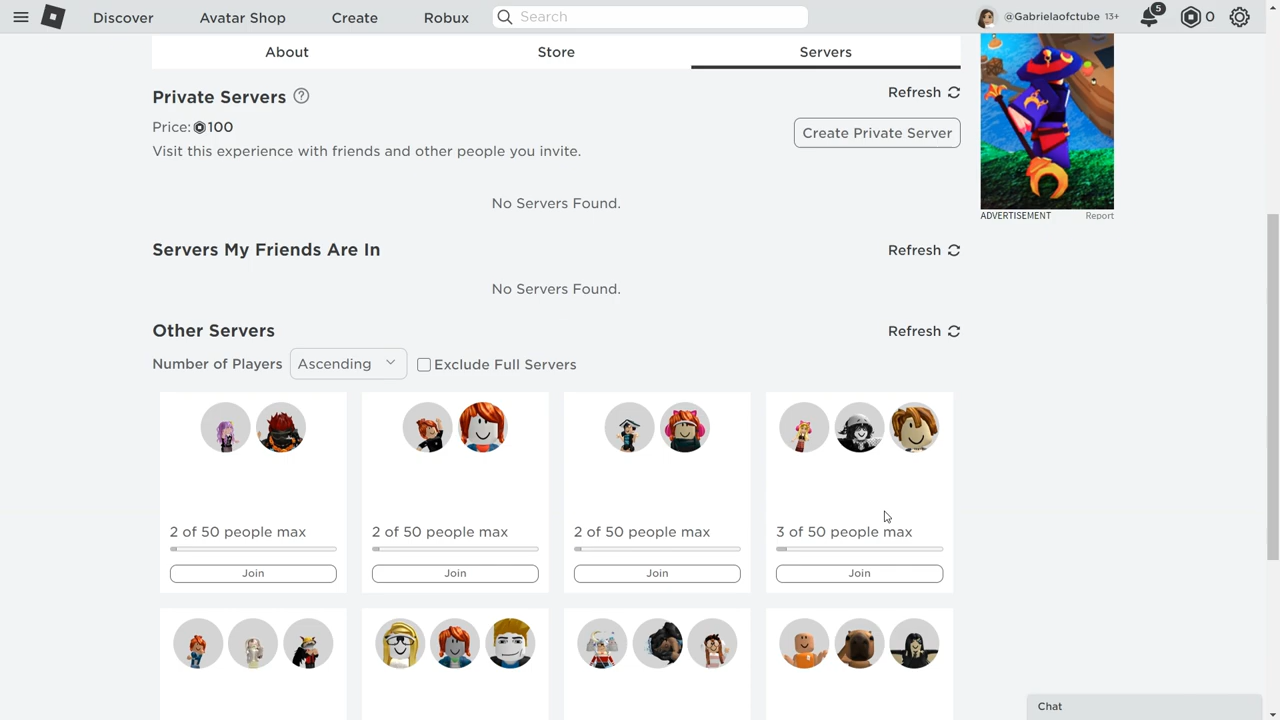 Discover Avatar Shop Create Robux Search @Gabrielaofctube 13+ 5 0
About Store Servers
Private Servers Refresh
Price: 100 Create Private Server
Visit this experience with friends and other people you invite.
No Servers Found.
ADVERTISEMENT Report
Servers My Friends Are In Refresh
No Servers Found.
Other Servers Refresh
Number of Players Ascending Exclude Full Servers
2 of 50 people max 2 of 50 people max 2 of 50 people max 3 of 50 people max
Join Join Join Join
Chat